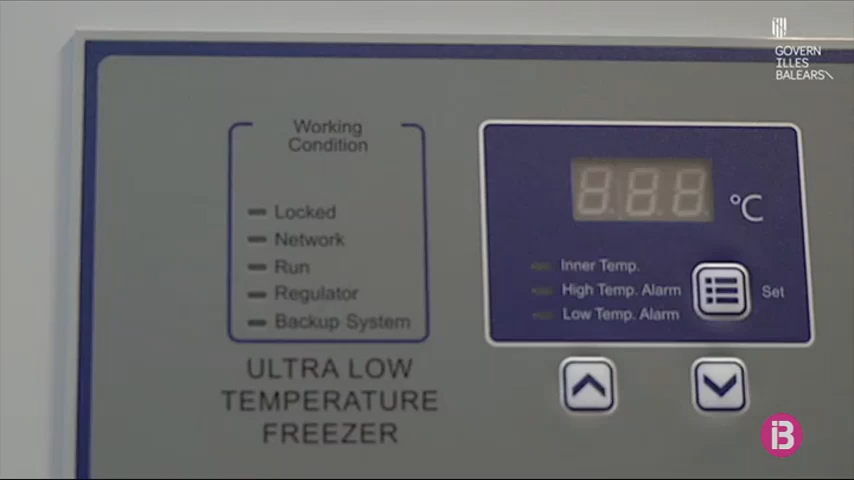 GOVERN
ILLES
BALEARS
Working
Condition
Locked
Network
Run
Regulator
Backup System
ULTRA LOW
TEMPERATURE
FREEZER
°C
Inner Temp.
High Temp. Alarm
Low Temp. Alarm
Set
iB